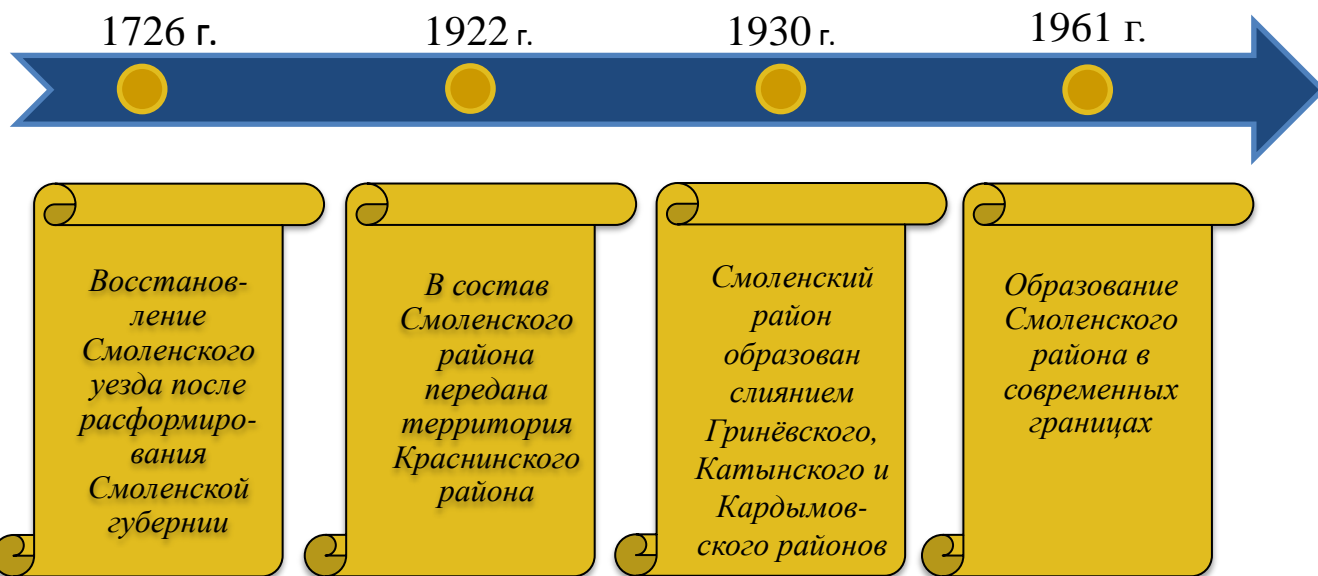 1726 г.
1922 г.
1930 г.
1961 г.
Восстанов-
ление
Смоленского
уезда после
расформиро-
вания
Смоленской
губернии
В состав
Смоленского
района
передана
территория
Краснинского
района
Смоленский
район
образован
слиянием
Гринёвского,
Катынского и
Кардымов-
ского районов
Образование
Смоленского
района в
современных
границах